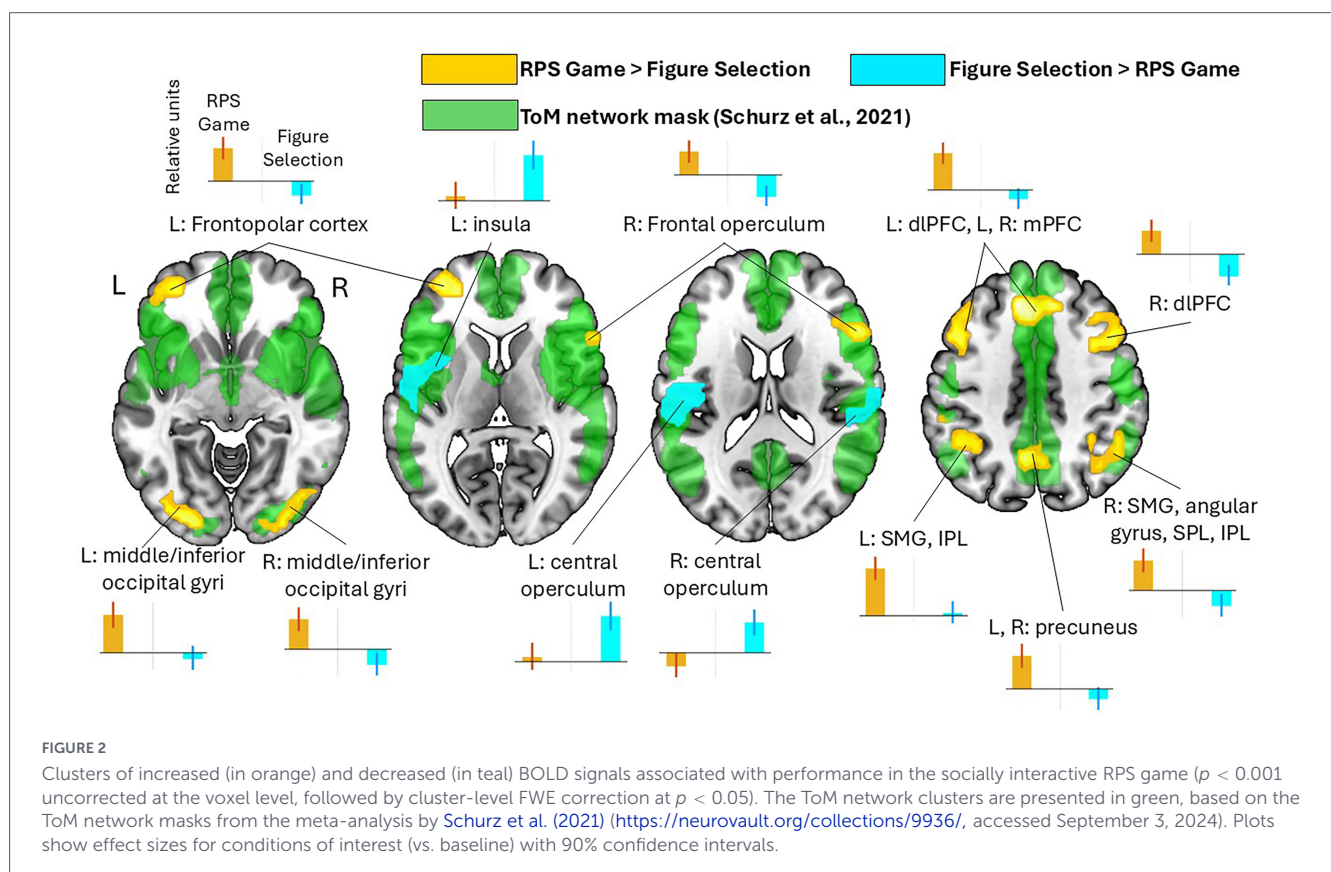 RPS Game > Figure Selection
Figure Selection > RPS Game
ToM network mask (Schurz et al., 2021)
Relative units
RPS
Game
Figure
Selection
L: Frontopolar cortex
L: insula
R: Frontal operculum
L: dlPFC, L, R: mPFC
R: dlPFC
L
R
L: middle/inferior
occipital gyri
R: middle/inferior
occipital gyri
L: central
operculum
R: central
operculum
L: SMG, IPL
R: SMG, angular
gyrus, SPL, IPL
L, R: precuneus
FIGURE 2
Clusters of increased (in orange) and decreased (in teal) BOLD signals associated with performance in the socially interactive RPS game (p < 0.001
uncorrected at the voxel level, followed by cluster-level FWE correction at p < 0.05). The ToM network clusters are presented in green, based on the
ToM network masks from the meta-analysis by Schurz et al. (2021) (https://neurovault.org/collections/9936/, accessed September 3, 2024). Plots
show effect sizes for conditions of interest (vs. baseline) with 90% confidence intervals.